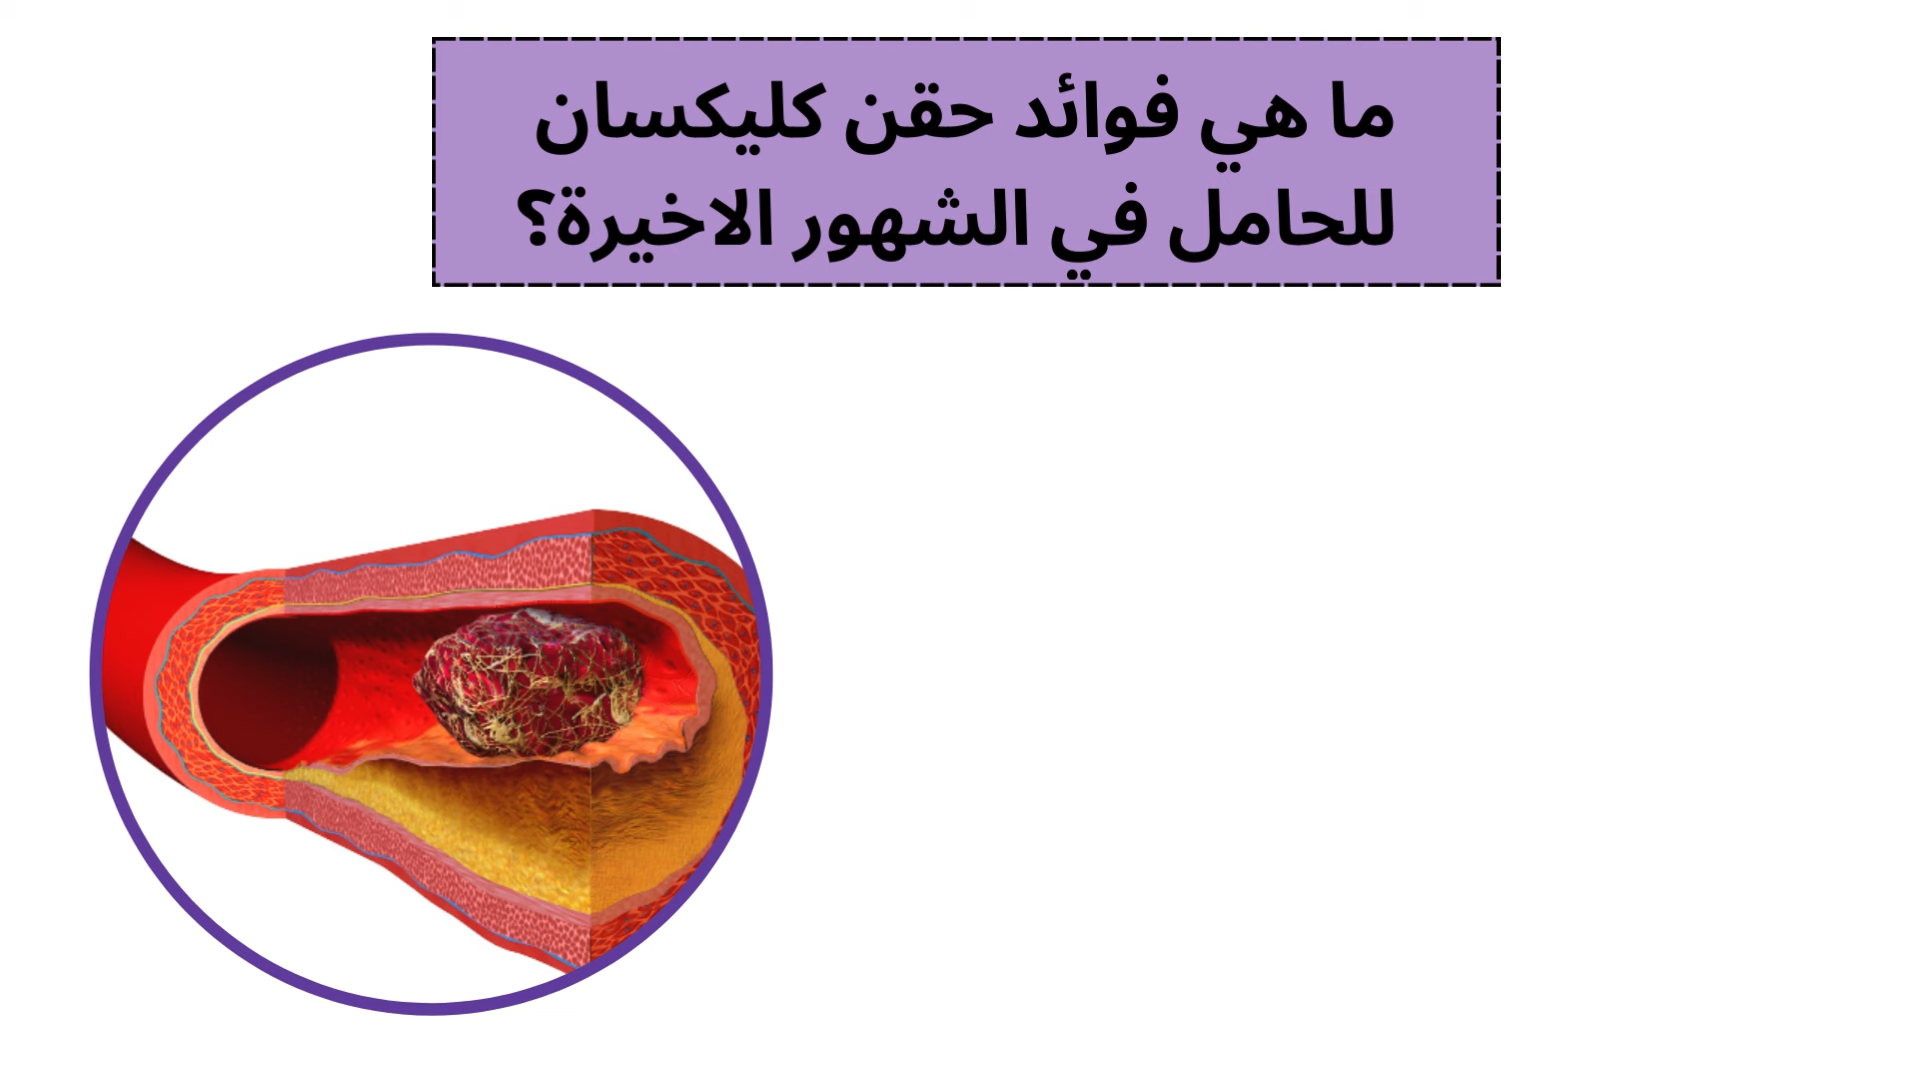 ما هي فوائد حقن كليكسان
للحامل في الشهور الاخيرة؟